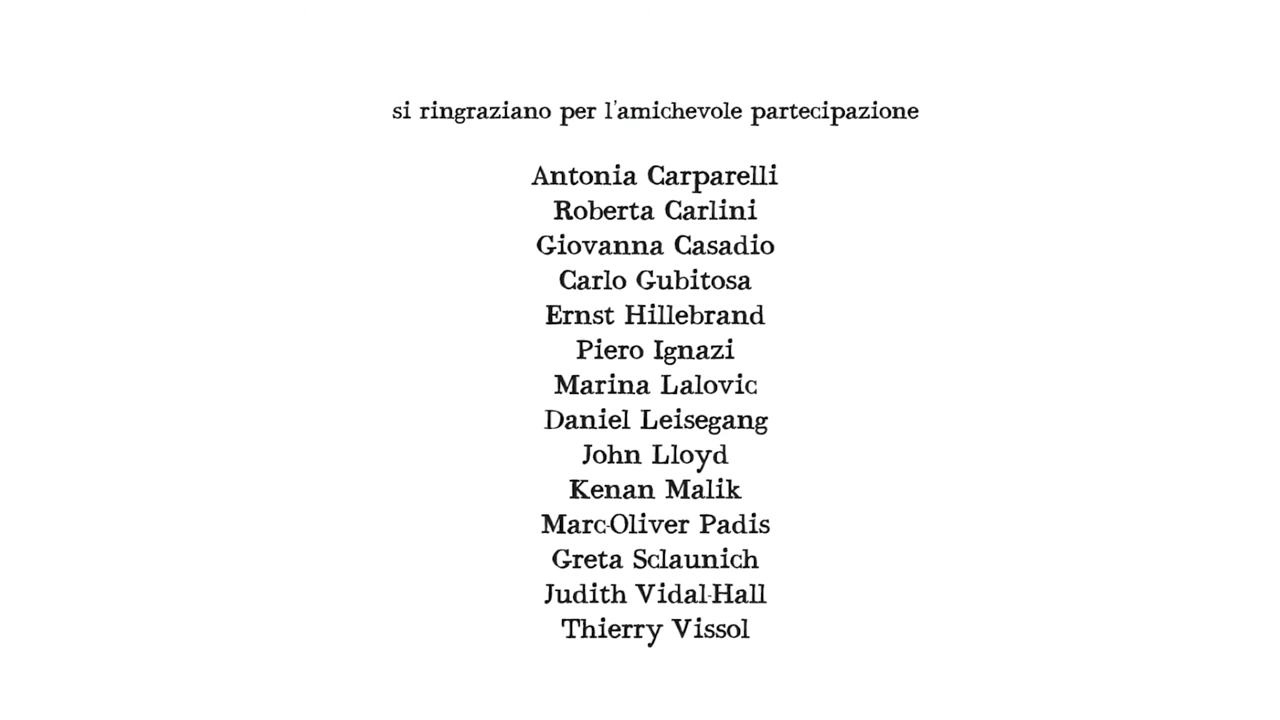 si ringraziano per l'amichevole partecipazione
Antonia Carparelli
Roberta Carlini
Giovanna Casadio
Carlo Gubitosa
Ernst Hillebrand
Piero Ignazi
Marina Lalovic
Daniel Leisegang
John Lloyd
Kenan Malik
Marc-Oliver Padis
Greta Sclaunich
Judith Vidal-Hall
Thierry Vissol